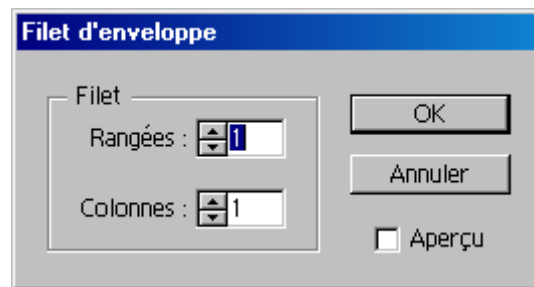 Filet d'enveloppe
Filet
Rangées : 1
Colonnes : 1
OK
Annuler
Aperçu